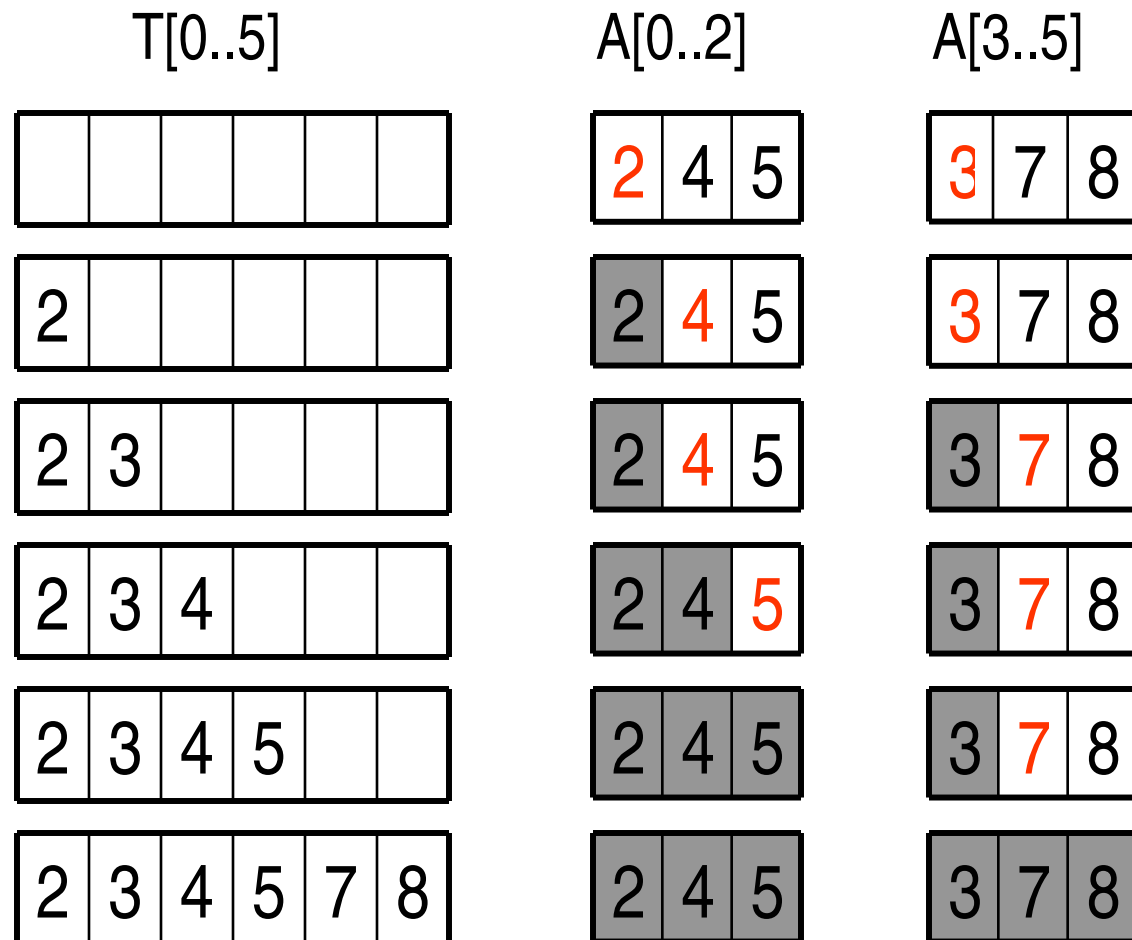 T[0..5] A[0..2] A[3..5]
2 4 5 3 7 8
2 2 4 5 3 7 8
2 3 2 4 5 3 7 8
2 3 4 2 4 5 3 7 8
2 3 4 5 2 4 5 3 7 8
2 3 4 5 7 8 2 4 5 3 7 8